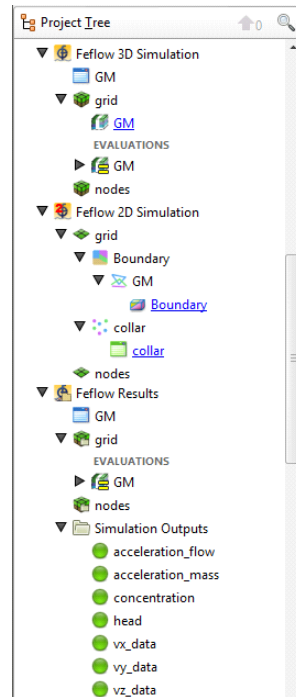 Project Tree 0
Feflow 3D Simulation
GM
grid
GM
EVALUATIONS
GM
nodes
Feflow 2D Simulation
grid
Boundary
GM
Boundary
collar
collar
nodes
Feflow Results
GM
grid
EVALUATIONS
GM
nodes
Simulation Outputs
acceleration_flow
acceleration_mass
concentration
head
vx_data
vy_data
vz_data